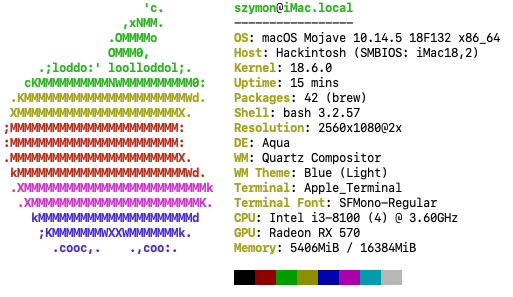 'c.
,xNMM.
.OMMMMo
OMMM0,
.;loddo:' loolloddol;.
cKMMMMMMMMMMNWMMMMMMMMMM0:
.KMMMMMMMMMMMMMMMMMMMMMMMWd.
XMMMMMMMMMMMMMMMMMMMMMMMX.
;MMMMMMMMMMMMMMMMMMMMMMMM:
:MMMMMMMMMMMMMMMMMMMMMMMM:
.MMMMMMMMMMMMMMMMMMMMMMMMX.
kMMMMMMMMMMMMMMMMMMMMMMMMWd.
.XMMMMMMMMMMMMMMMMMMMMMMMMMMk
.XMMMMMMMMMMMMMMMMMMMMMMMMK.
kMMMMMMMMMMMMMMMMMMMMMMd
;KMMMMMMMWXXWMMMMMMMk.
.cooc,.    .,coo:.
szymon@iMac.local
-----------------
OS: macOS Mojave 10.14.5 18F132 x86_64
Host: Hackintosh (SMBIOS: iMac18,2)
Kernel: 18.6.0
Uptime: 15 mins
Packages: 42 (brew)
Shell: bash 3.2.57
Resolution: 2560x1080@2x
DE: Aqua
WM: Quartz Compositor
WM Theme: Blue (Light)
Terminal: Apple_Terminal
Terminal Font: SFMono-Regular
CPU: Intel i3-8100 (4) @ 3.60GHz
GPU: Radeon RX 570
Memory: 5406MiB / 16384MiB